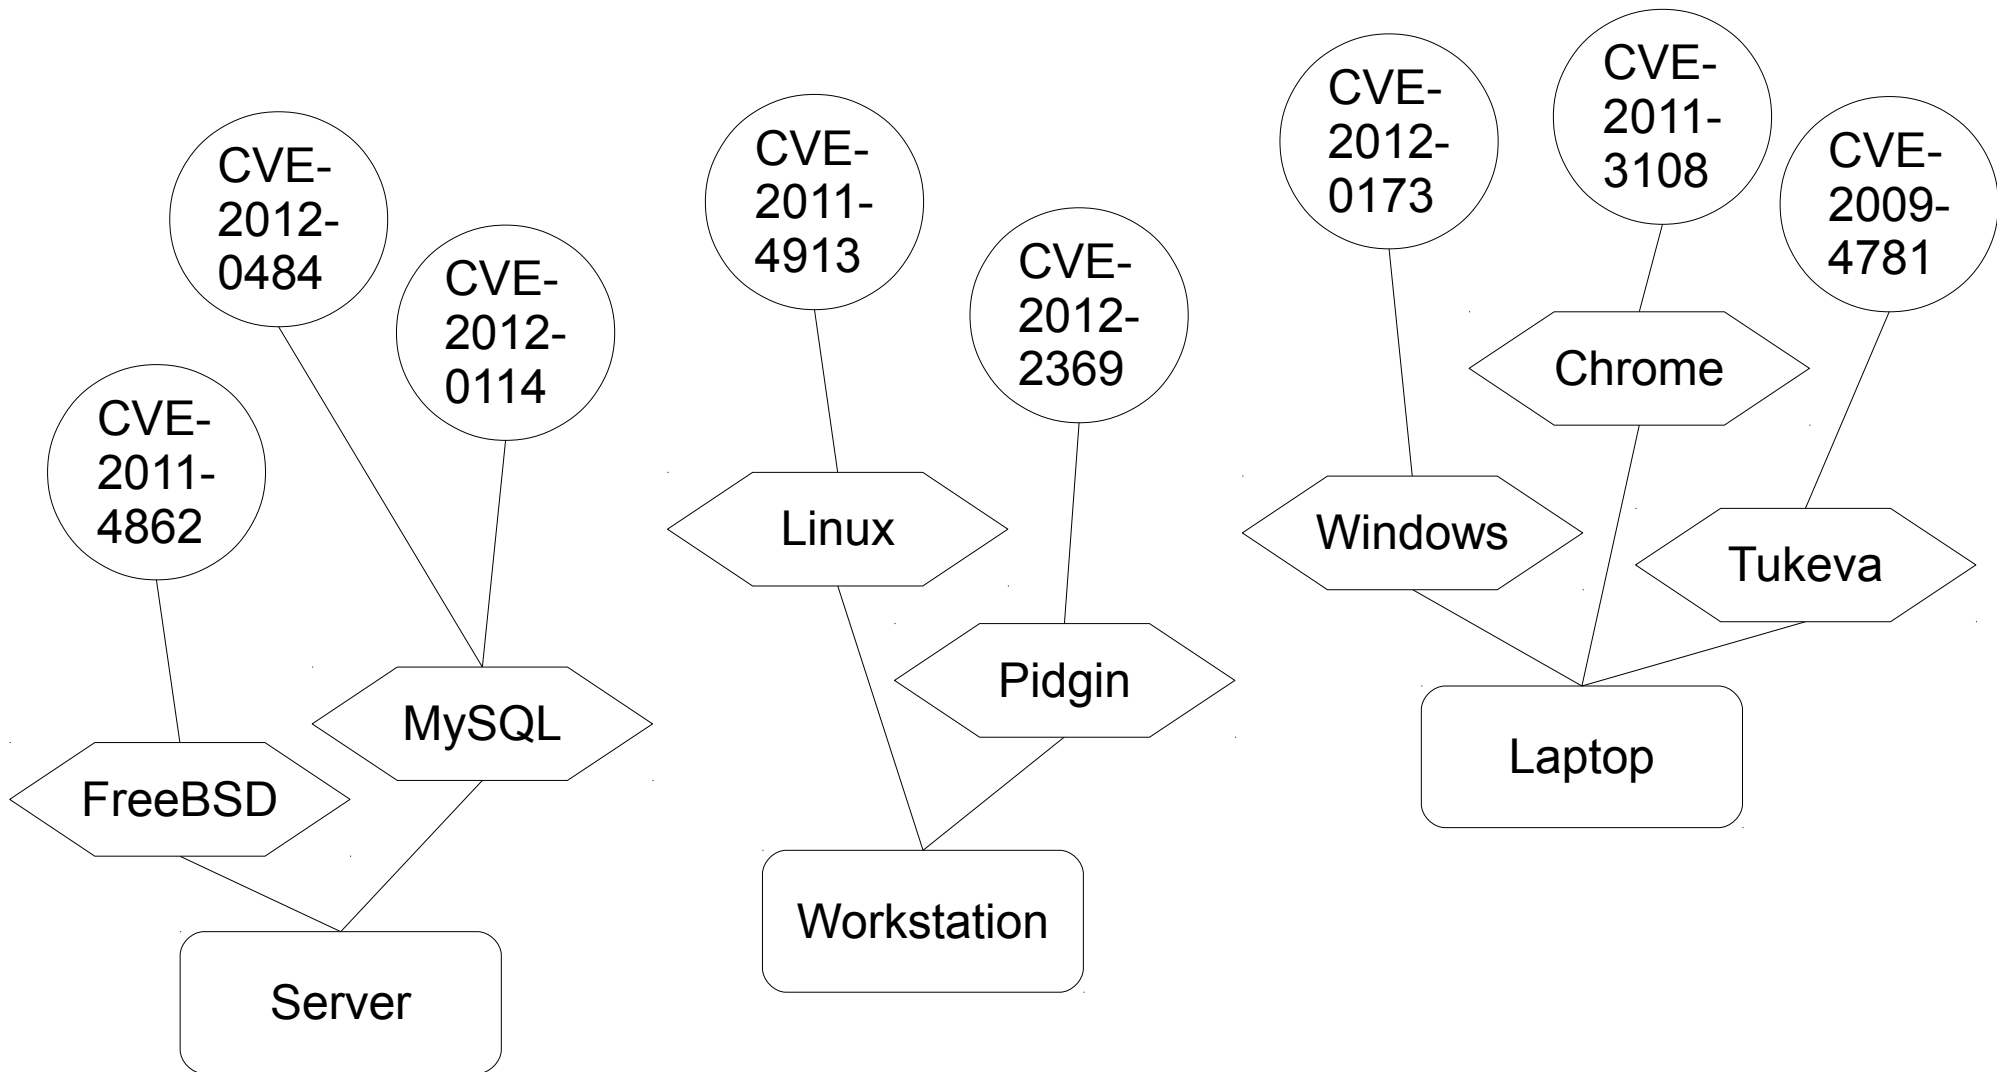 CVE-
2012-
0484
CVE-
2012-
0114
CVE-
2011-
4862
MySQL
FreeBSD
Server
CVE-
2011-
4913
CVE-
2012-
2369
Linux
Pidgin
Workstation
CVE-
2012-
0173
CVE-
2011-
3108
CVE-
2009-
4781
Chrome
Windows
Tukeva
Laptop